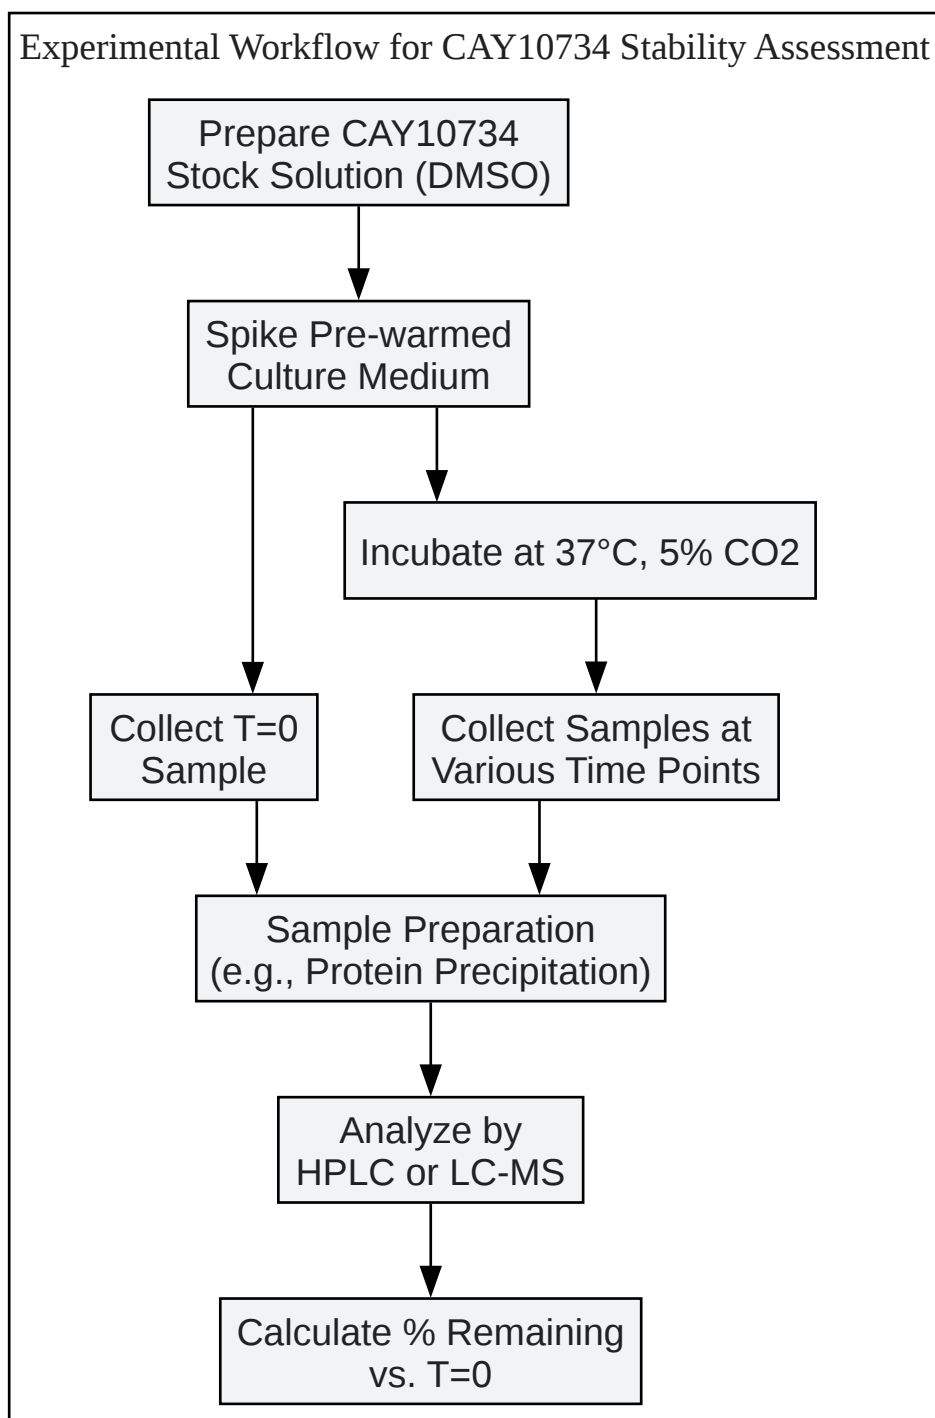 Experimental Workflow for CAY10734 Stability Assessment
Prepare CAY10734
Stock Solution (DMSO)
Spike Pre-warmed
Culture Medium
Incubate at 37°C, 5% CO2
Collect T=0
Sample
Collect Samples at
Various Time Points
Sample Preparation
(e.g., Protein Precipitation)
Analyze by
HPLC or LC-MS
Calculate % Remaining
vs. T=0